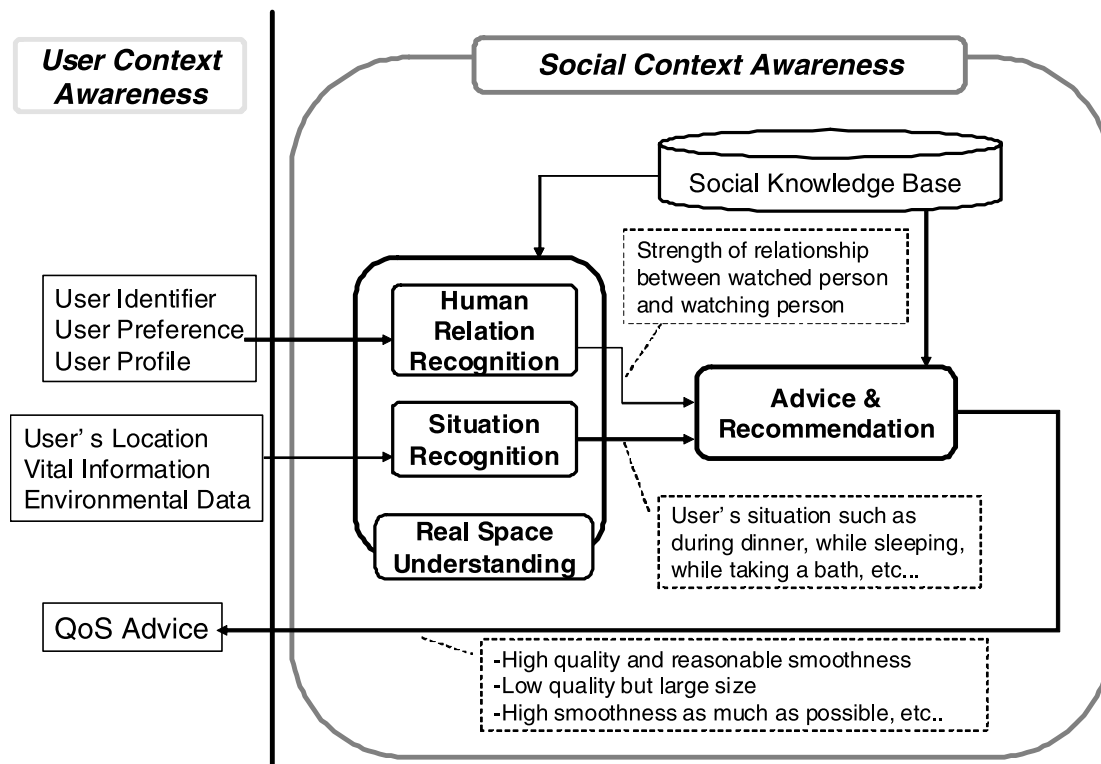 User Context
Awareness
Social Context Awareness
Social Knowledge Base
Strength of relationship
between watched person
and watching person
User Identifier
User Preference
User Profile
Human
Relation
Recognition
User's Location
Vital Information
Environmental Data
Situation
Recognition
Advice &
Recommendation
Real Space
Understanding
User's situation such as
during dinner, while sleeping,
while taking a bath, etc...
QoS Advice
-High quality and reasonable smoothness
-Low quality but large size
-High smoothness as much as possible, etc..